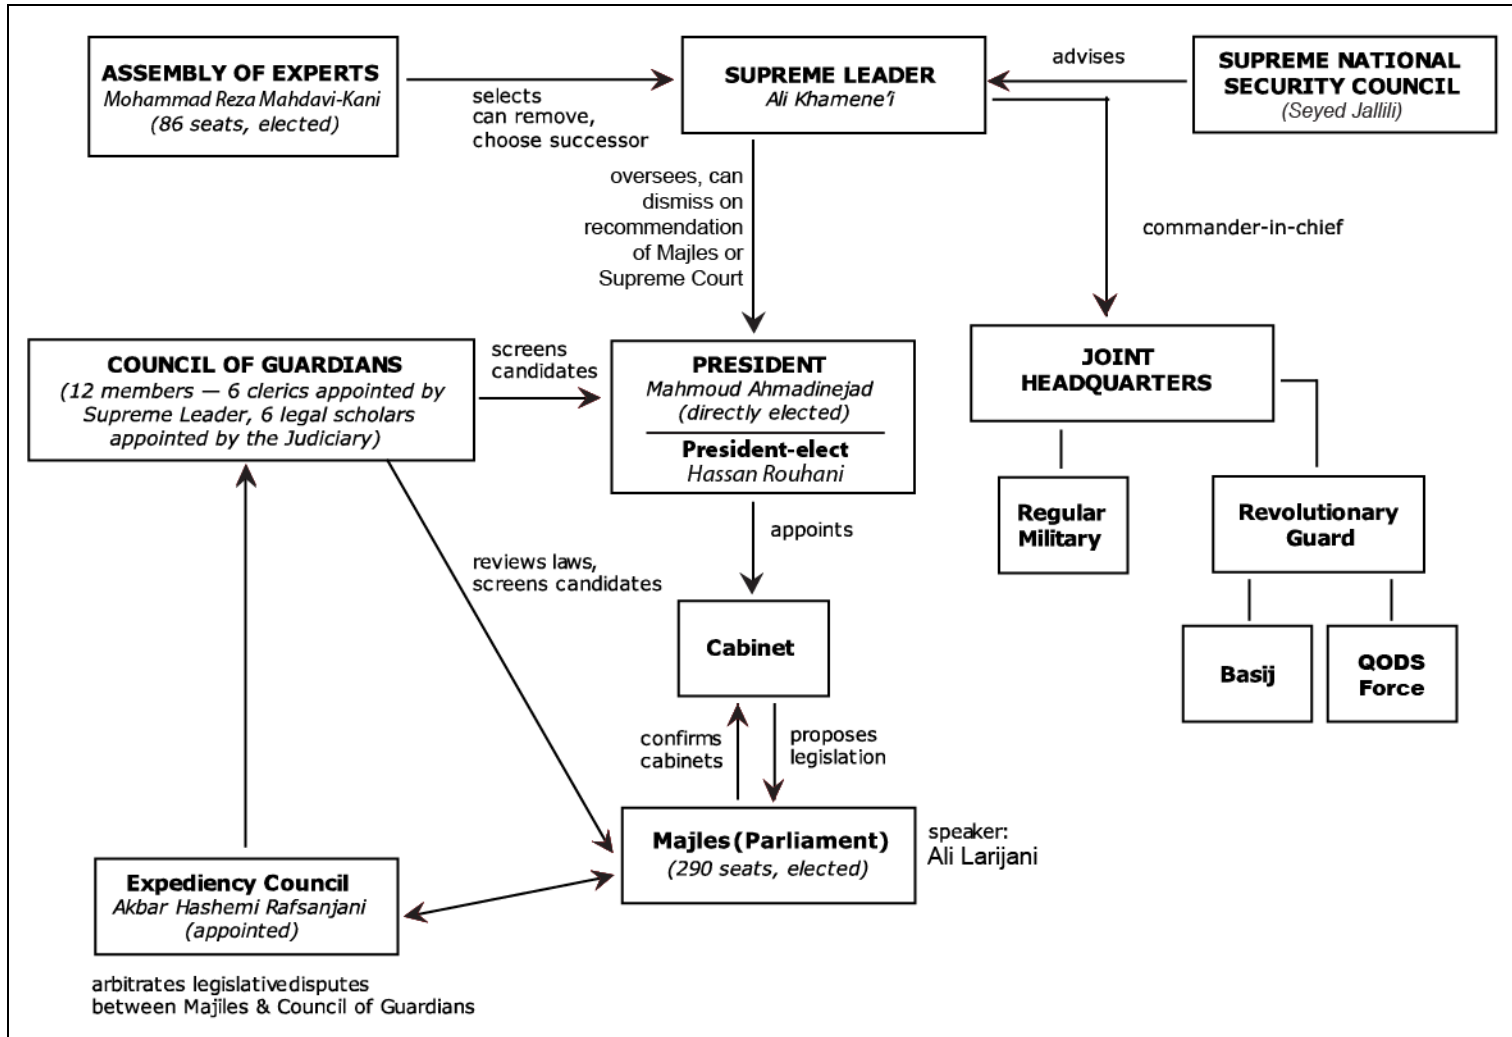 ASSEMBLY OF EXPERTS
Mohammad Reza Mahdavi-Kani
(86 seats, elected)
selects
can remove,
choose successor
SUPREME LEADER
Ali Khamene'i
advises
SUPREME NATIONAL
SECURITY COUNCIL
(Seyed Jallili)
oversees, can
dismiss on
recommendation
of Majles or
Supreme Court
commander-in-chief
COUNCIL OF GUARDIANS
(12 members — 6 clerics appointed by
Supreme Leader, 6 legal scholars
appointed by the Judiciary)
screens
candidates
PRESIDENT
Mahmoud Ahmadinejad
(directly elected)
President-elect
Hassan Rouhani
JOINT
HEADQUARTERS
Regular
Military
Revolutionary
Guard
appoints
reviews laws,
screens candidates
Cabinet
Basij
QODS
Force
confirms
cabinets
proposes
legislation
Majles (Parliament)
(290 seats, elected)
speaker:
Ali Larijani
Expediency Council
Akbar Hashemi Rafsanjani
(appointed)
arbitrates legislativedisputes
between Majiles & Council of Guardians